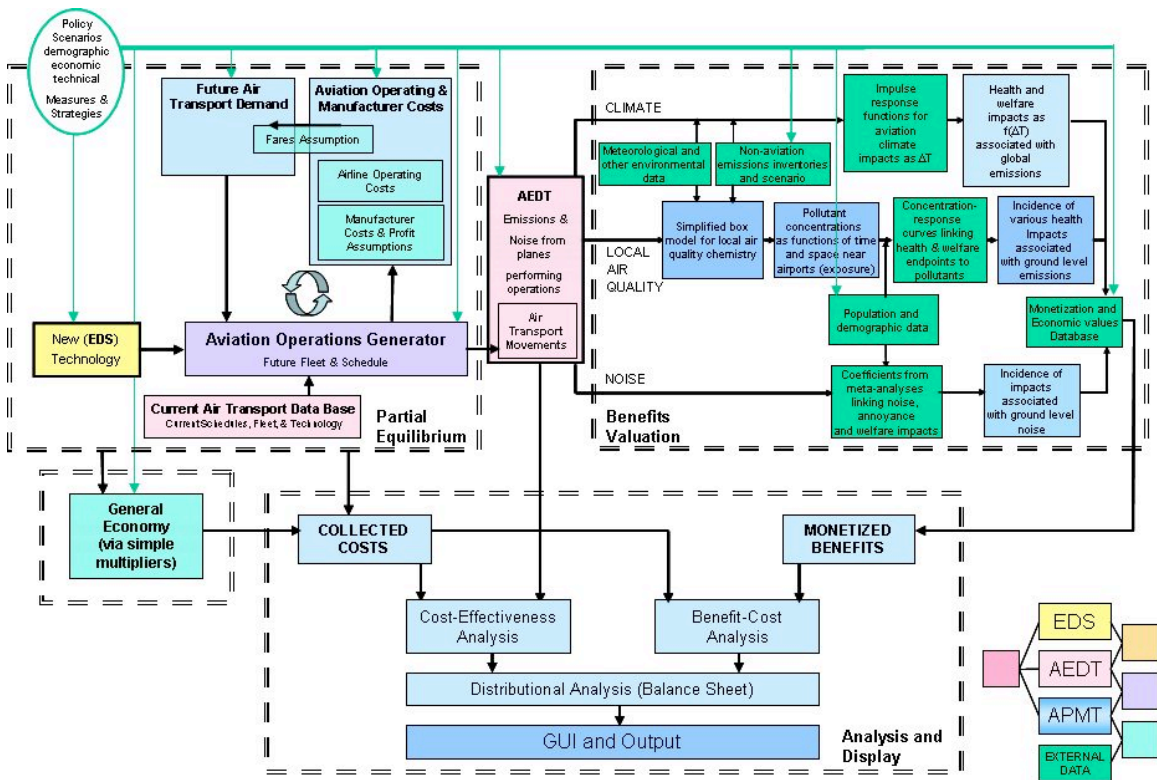 Policy
Scenarios
demographic
economic
technical
Measures &
Strategies
Future Air
Transport Demand
Aviation Operating &
Manufacturer Costs
Fares Assumption
Airline Operating
Costs
Manufacturer
Costs & Profit
Assumptions
New (EDS)
Technology
Aviation Operations Generator
Future Fleet & Schedule
Current Air Transport Data Base
Current Schedules, Fleet, & Technology
Partial
Equilibrium
AEDT
Emissions &
Noise from
planes
performing
operations
Air
Transport
Movements
CLIMATE
LOCAL
AIR
QUALITY
NOISE
Impulse
response
functions for
aviation
climate
impacts as ΔT
Health and
welfare
impacts as
f(ΔT)
associated with
global
emissions
Meteorological and
other environmental
data
Non-aviation
emissions inventories
and scenario
Simplified box
model for local air
quality chemistry
Pollutant
concentrations
as functions of time
and space near
airports (exposure)
Concentration-
response
curves linking
health & welfare
endpoints to
pollutants
Incidence of
various health
Impacts
associated with
ground level
emissions
Population and
demographic data
Monetization and
Economic values
Database
Coefficients from
meta-analyses
linking noise,
annoyance
and welfare impacts
Incidence of
impacts
associated
with ground level
noise
Benefits
Valuation
General
Economy
(via simple
multipliers)
COLLECTED
COSTS
MONETIZED
BENEFITS
Cost-Effectiveness
Analysis
Benefit-Cost
Analysis
Distributional Analysis (Balance Sheet)
GUI and Output
Analysis and
Display
EDS
AEDT
APMT
EXTERNAL
DATA